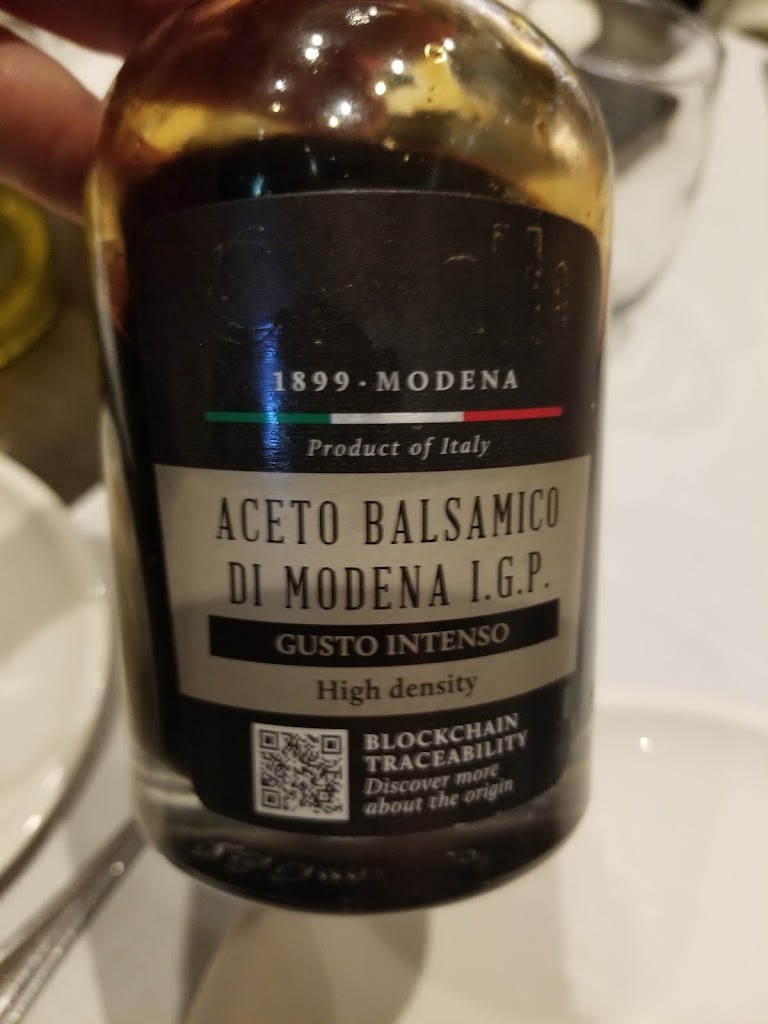 1899·MODENA
Product of Italy
ACETO BALSAMICO
DI MODENA I.G.P.
GUSTO INTENSO
High density
BLOCKCHAIN
TRACEABILITY
Discover more
about the origin